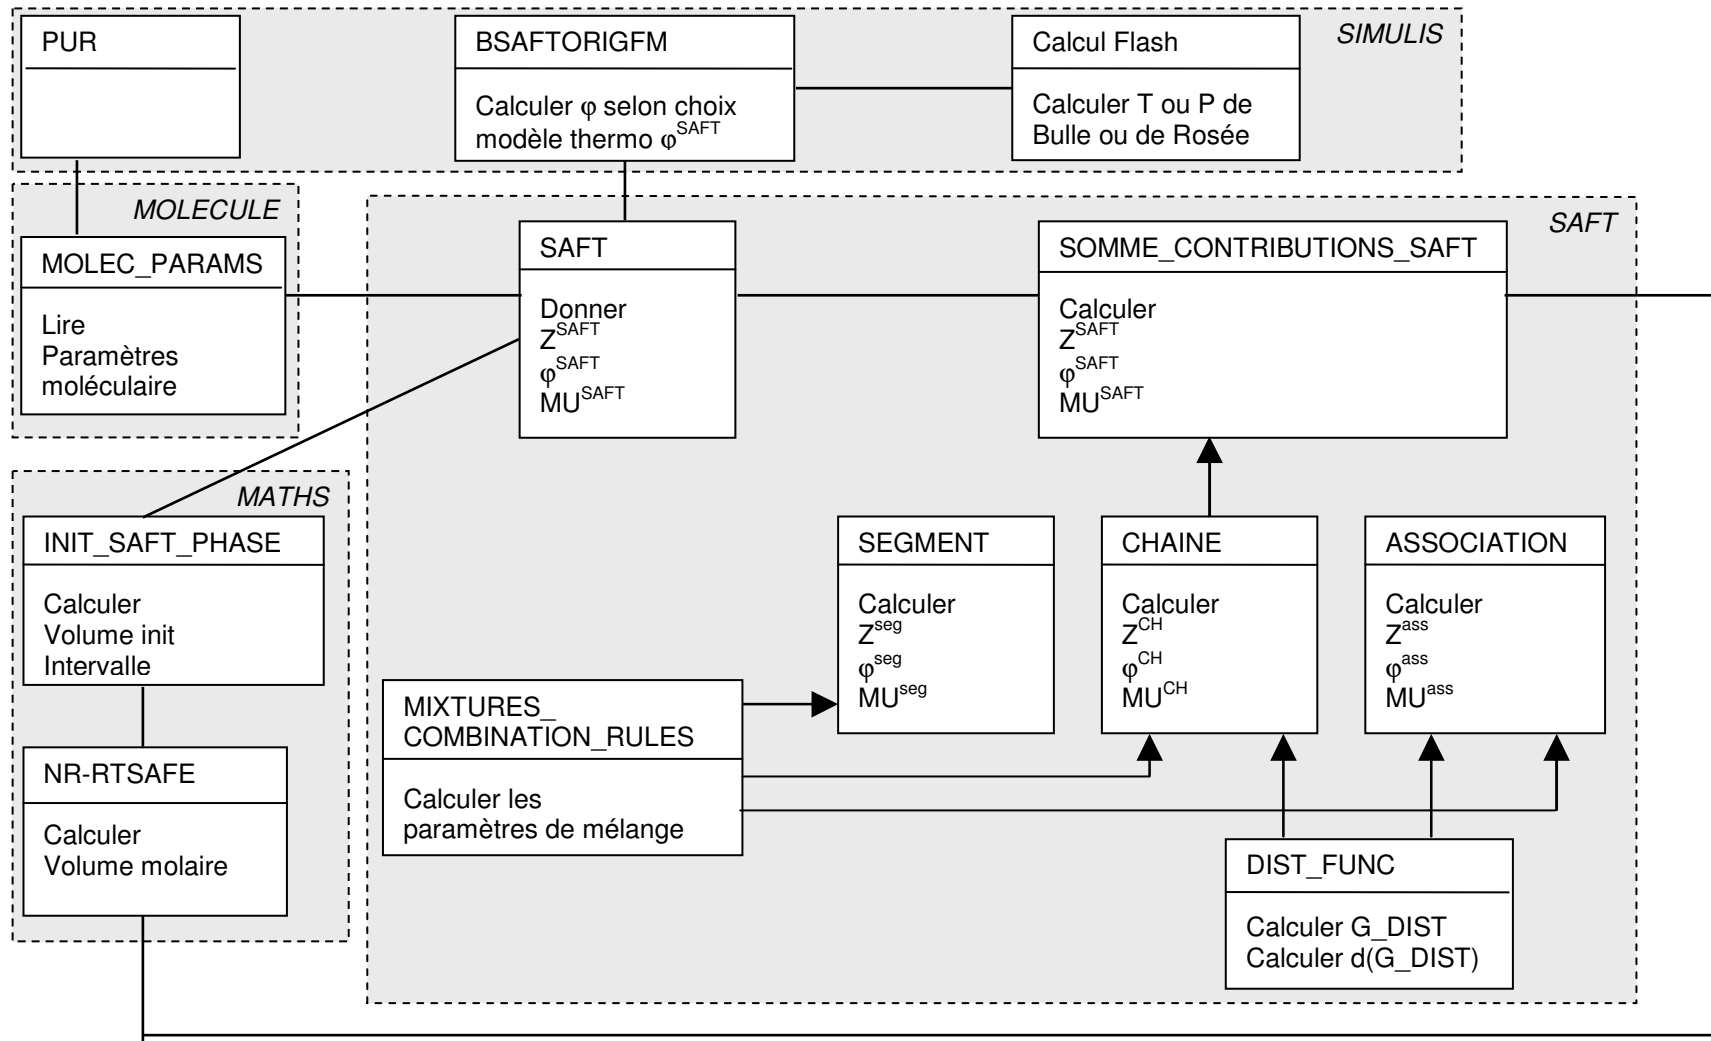 SIMULIS
PUR
BSAFTORIGFM
Calculer φ selon choix
modèle thermo φ^SAFT
Calcul Flash
Calculer T ou P de
Bulle ou de Rosée
MOLECULE
MOLEC_PARAMS
Lire
Paramètres
moléculaire
SAFT
SAFT
Donner
Z^SAFT
φ^SAFT
MU^SAFT
SOMME_CONTRIBUTIONS_SAFT
Calculer
Z^SAFT
φ^SAFT
MU^SAFT
MATHS
INIT_SAFT_PHASE
Calculer
Volume init
Intervalle
NR-RTSAFE
Calculer
Volume molaire
SEGMENT
Calculer
Z^seg
φ^seg
MU^seg
CHAINE
Calculer
Z^CH
φ^CH
MU^CH
ASSOCIATION
Calculer
Z^ass
φ^ass
MU^ass
MIXTURES_
COMBINATION_RULES
Calculer les
paramètres de mélange
DIST_FUNC
Calculer G_DIST
Calculer d(G_DIST)